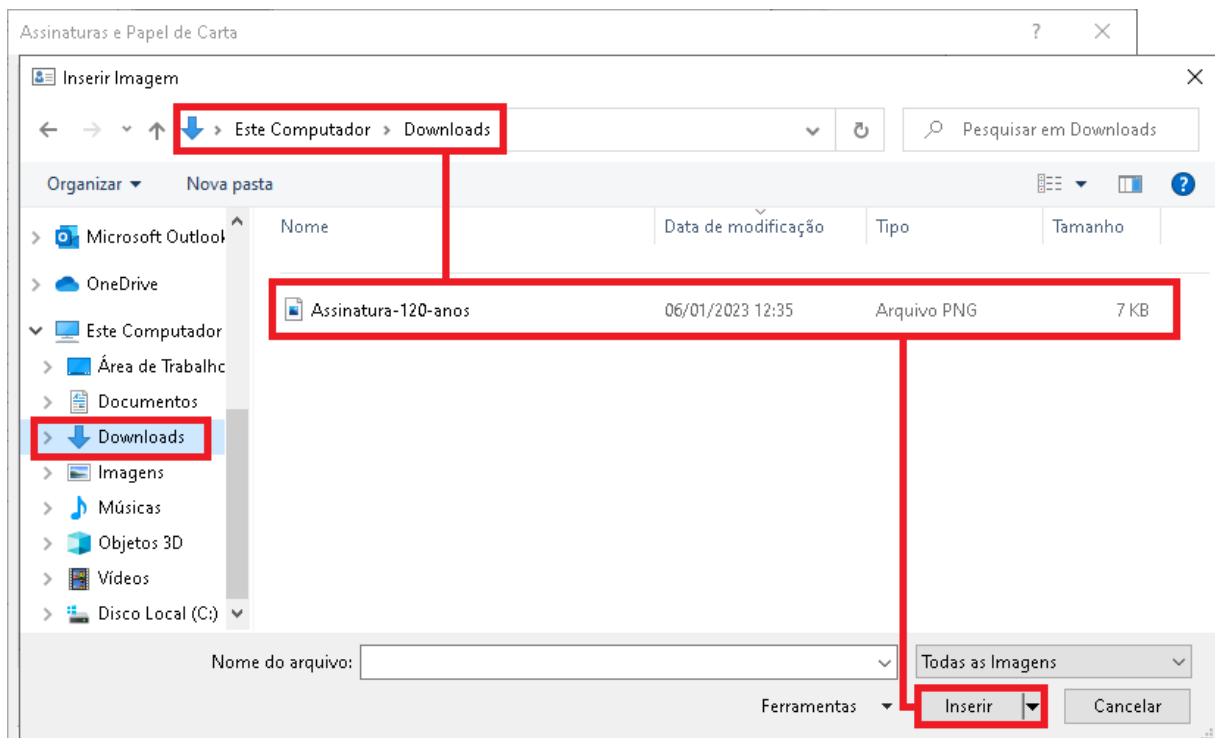 Assinaturas e Papel de Carta
Inserir Imagem
Este Computador > Downloads
Pesquisar em Downloads
Organizar
Nova pasta
Nome
Data de modificação
Tipo
Tamanho
Microsoft Outlook
OneDrive
Assinatura-120-anos
06/01/2023 12:35
Arquivo PNG
7 KB
Este Computador
Área de Trabalho
Documentos
Downloads
Imagens
Músicas
Objetos 3D
Vídeos
Disco Local (C:)
Nome do arquivo:
Todas as Imagens
Ferramentas
Inserir
Cancelar